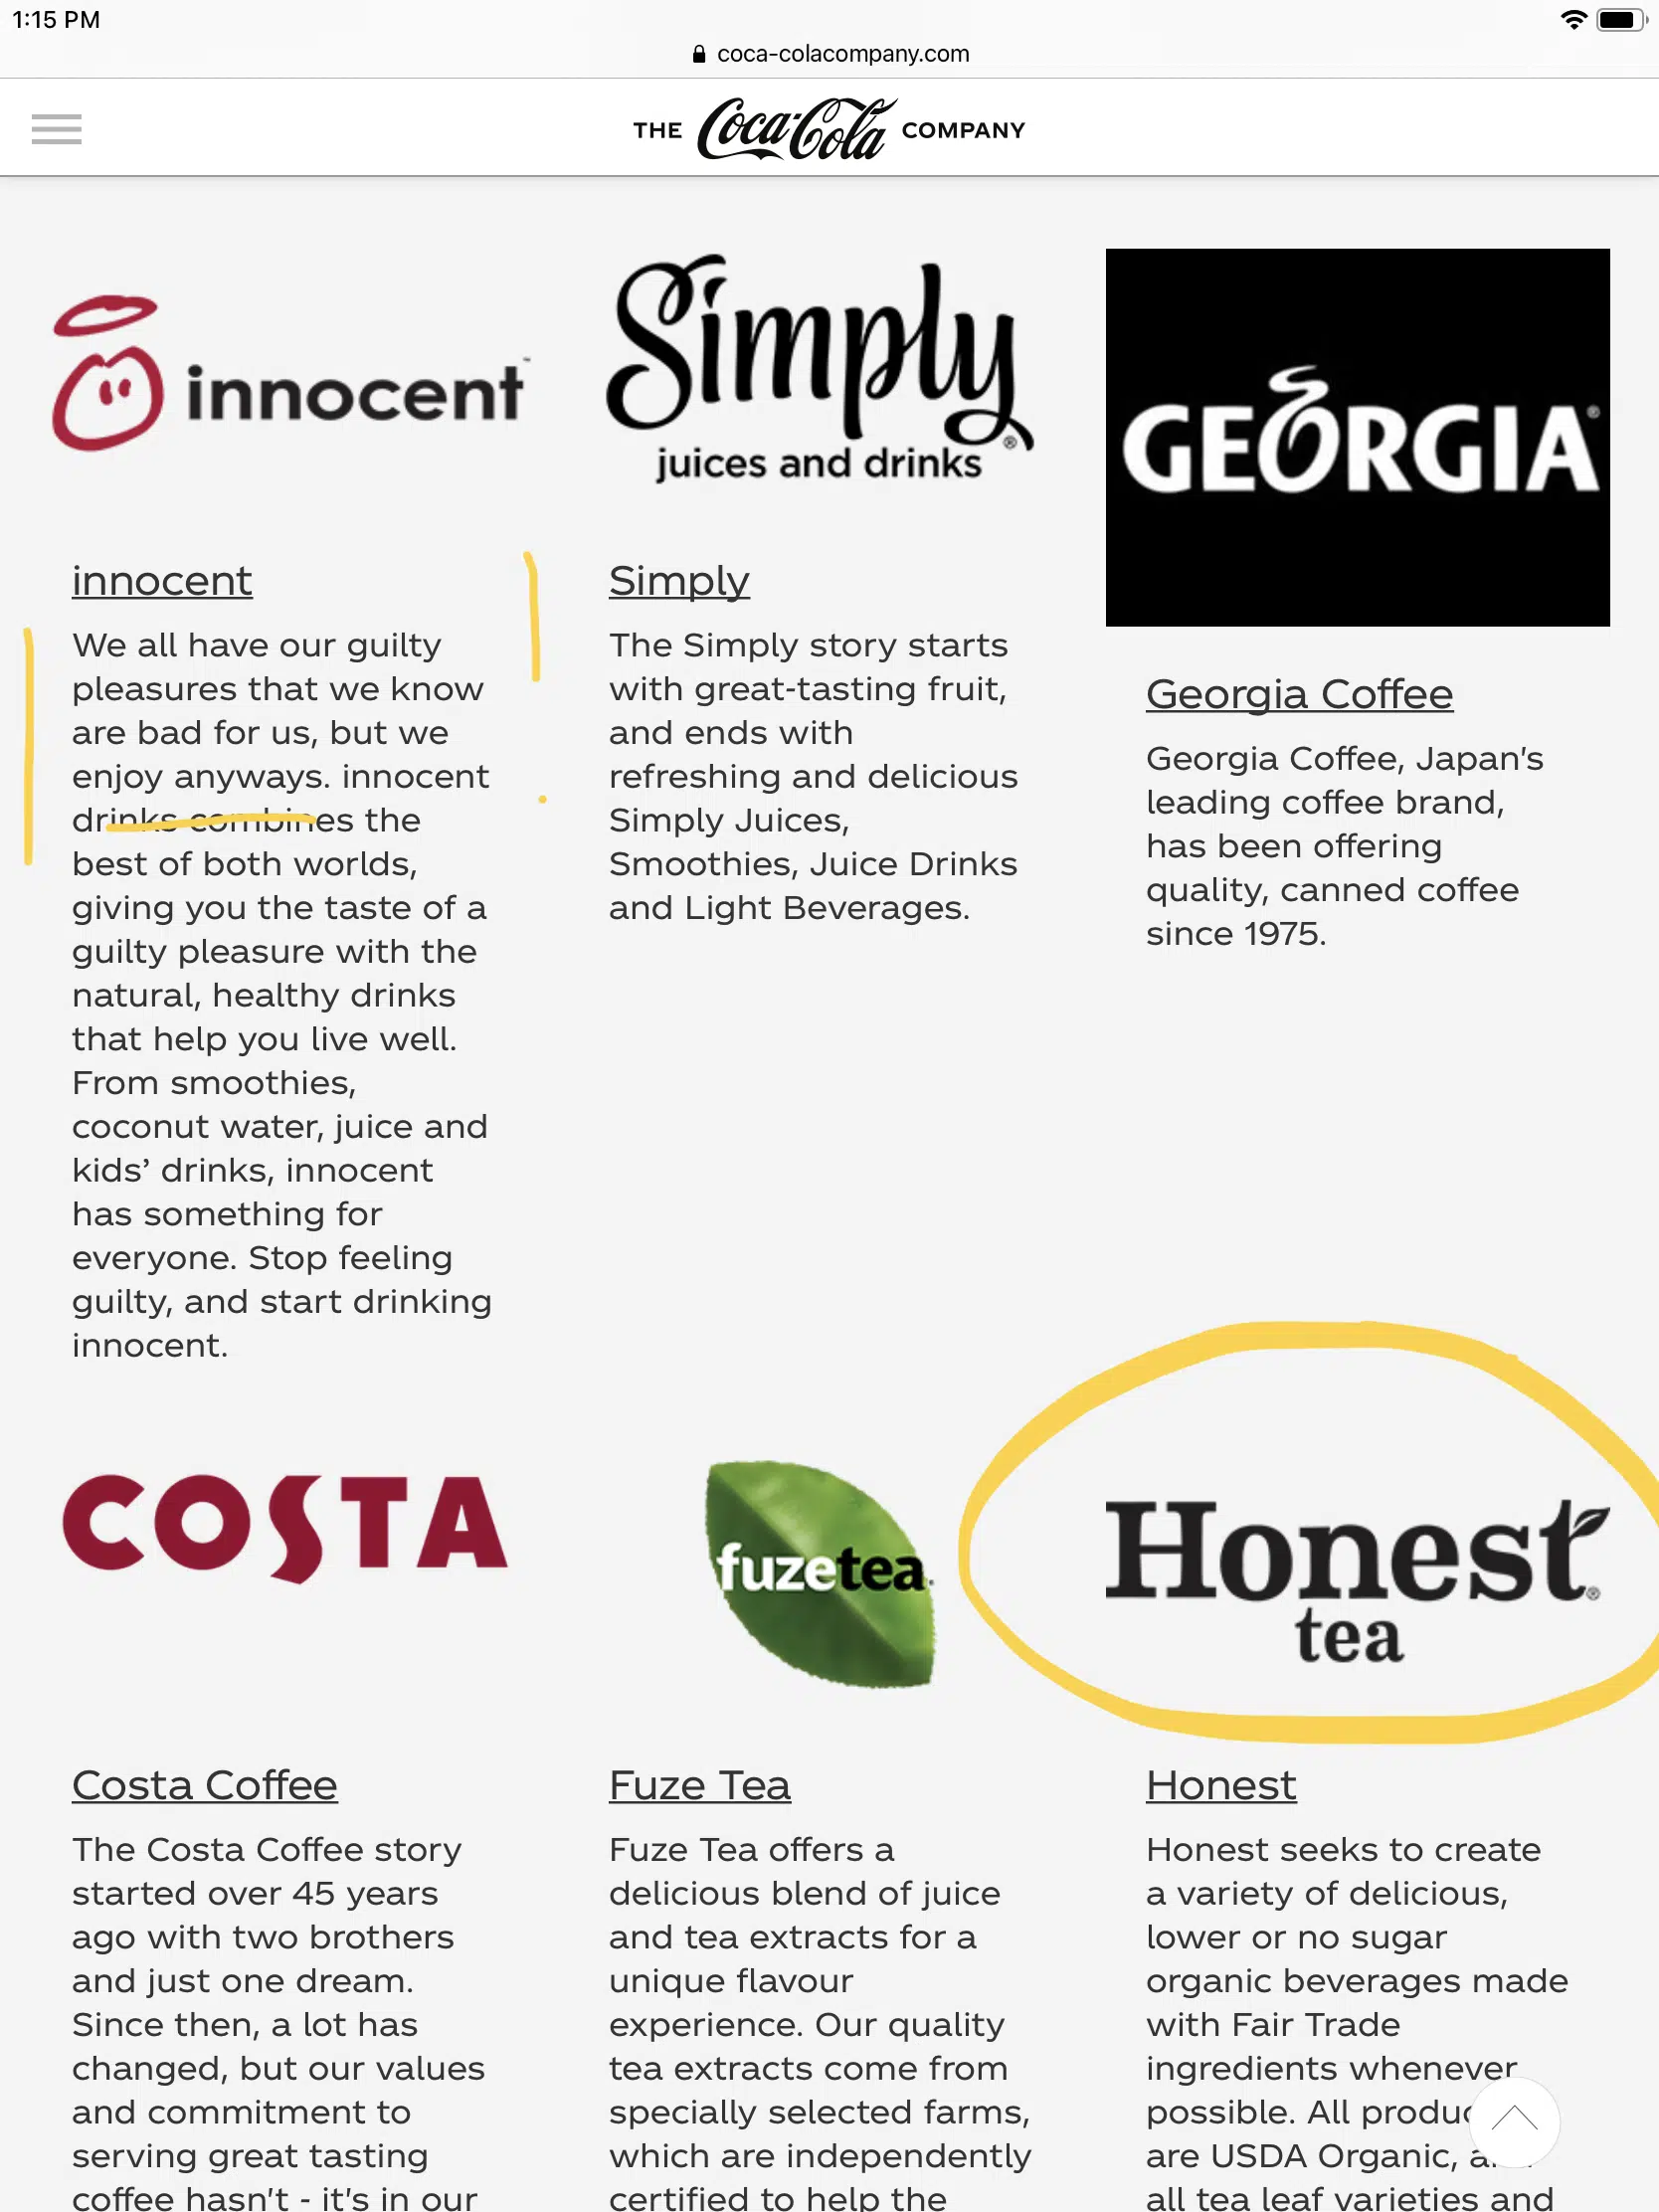 1:15 PM
coca-colacompany.com
THE Coca-Cola COMPANY
innocent™
Simply®
juices and drinks
GEORGIA®
innocent
We all have our guilty
pleasures that we know
are bad for us, but we
enjoy anyways. innocent
drinks combines the
best of both worlds,
giving you the taste of a
guilty pleasure with the
natural, healthy drinks
that help you live well.
From smoothies,
coconut water, juice and
kids’ drinks, innocent
has something for
everyone. Stop feeling
guilty, and start drinking
innocent.
Simply
The Simply story starts
with great-tasting fruit,
and ends with
refreshing and delicious
Simply Juices,
Smoothies, Juice Drinks
and Light Beverages.
Georgia Coffee
Georgia Coffee, Japan's
leading coffee brand,
has been offering
quality, canned coffee
since 1975.
COSTA
fuzetea
Honest®
tea
Costa Coffee
The Costa Coffee story
started over 45 years
ago with two brothers
and just one dream.
Since then, a lot has
changed, but our values
and commitment to
serving great tasting
coffee hasn't - it's in our
Fuze Tea
Fuze Tea offers a
delicious blend of juice
and tea extracts for a
unique flavour
experience. Our quality
tea extracts come from
specially selected farms,
which are independently
certified to help the
Honest
Honest seeks to create
a variety of delicious,
lower or no sugar
organic beverages made
with Fair Trade
ingredients whenever
possible. All
are USDA Organic,
all tea leaf varieties and